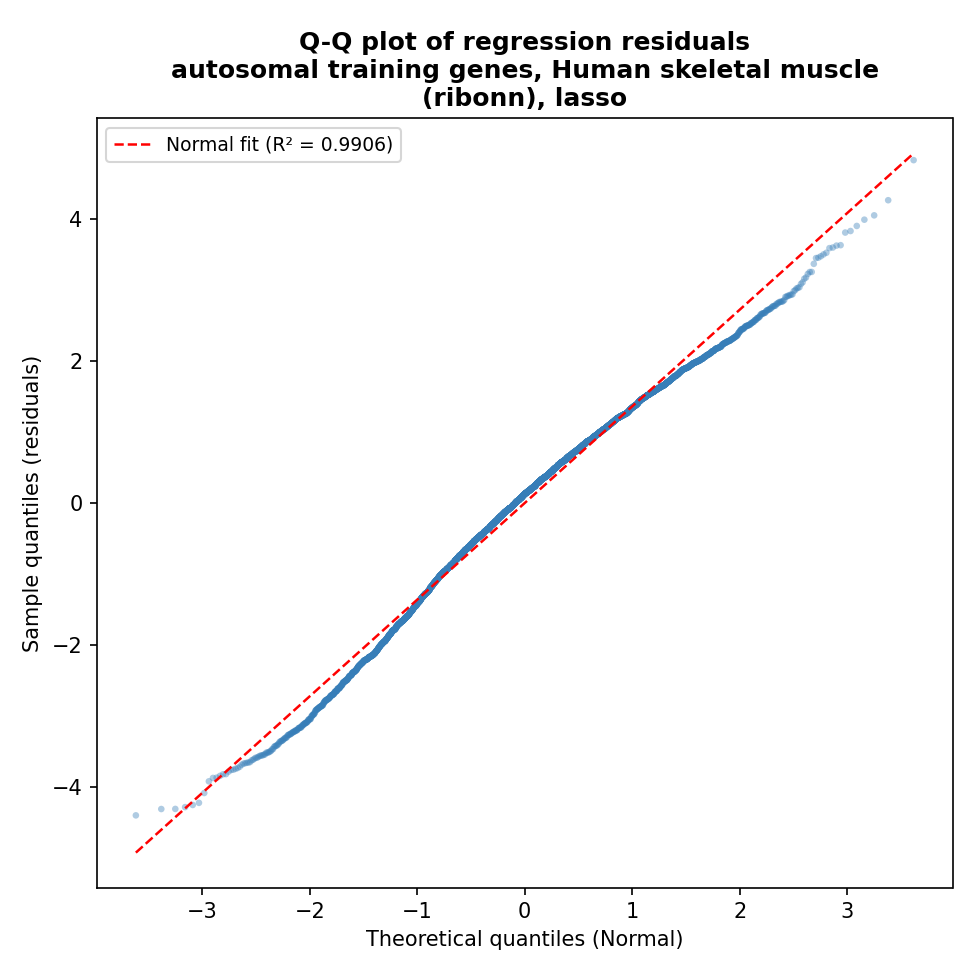 Q-Q plot of regression residuals
autosomal training genes, Human skeletal muscle
(ribonn), lasso
Normal fit (R² = 0.9906)
4
2
0
−2
−4
Sample quantiles (residuals)
−3
−2
−1
0
1
2
3
Theoretical quantiles (Normal)